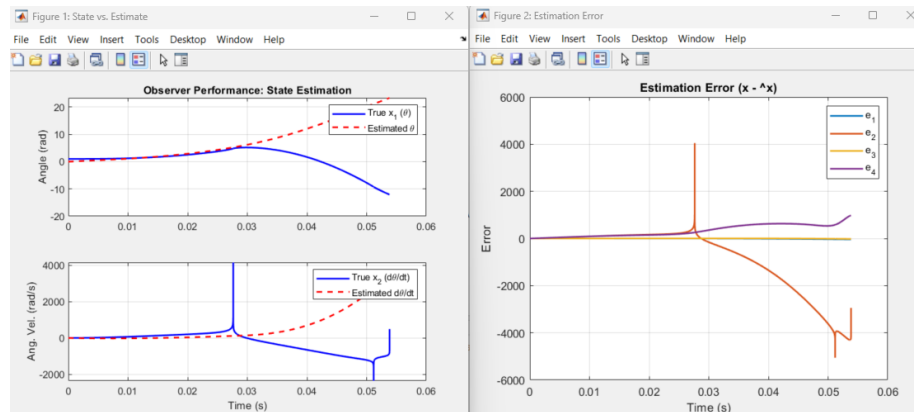 Figure 1: State vs. Estimate
File Edit View Insert Tools Desktop Window Help
Observer Performance: State Estimation
True x₁ (θ)
Estimated θ
Angle (rad)
20
10
0
-10
-20
0 0.01 0.02 0.03 0.04 0.05 0.06
True x₂ (dθ/dt)
Estimated dθ/dt
Ang. Vel. (rad/s)
4000
2000
0
-2000
0 0.01 0.02 0.03 0.04 0.05 0.06
Time (s)
Figure 2: Estimation Error
File Edit View Insert Tools Desktop Window Help
Estimation Error (x - ^x)
e₁
e₂
e₃
e₄
Error
6000
4000
2000
0
-2000
-4000
-6000
0 0.01 0.02 0.03 0.04 0.05 0.06
Time (s)